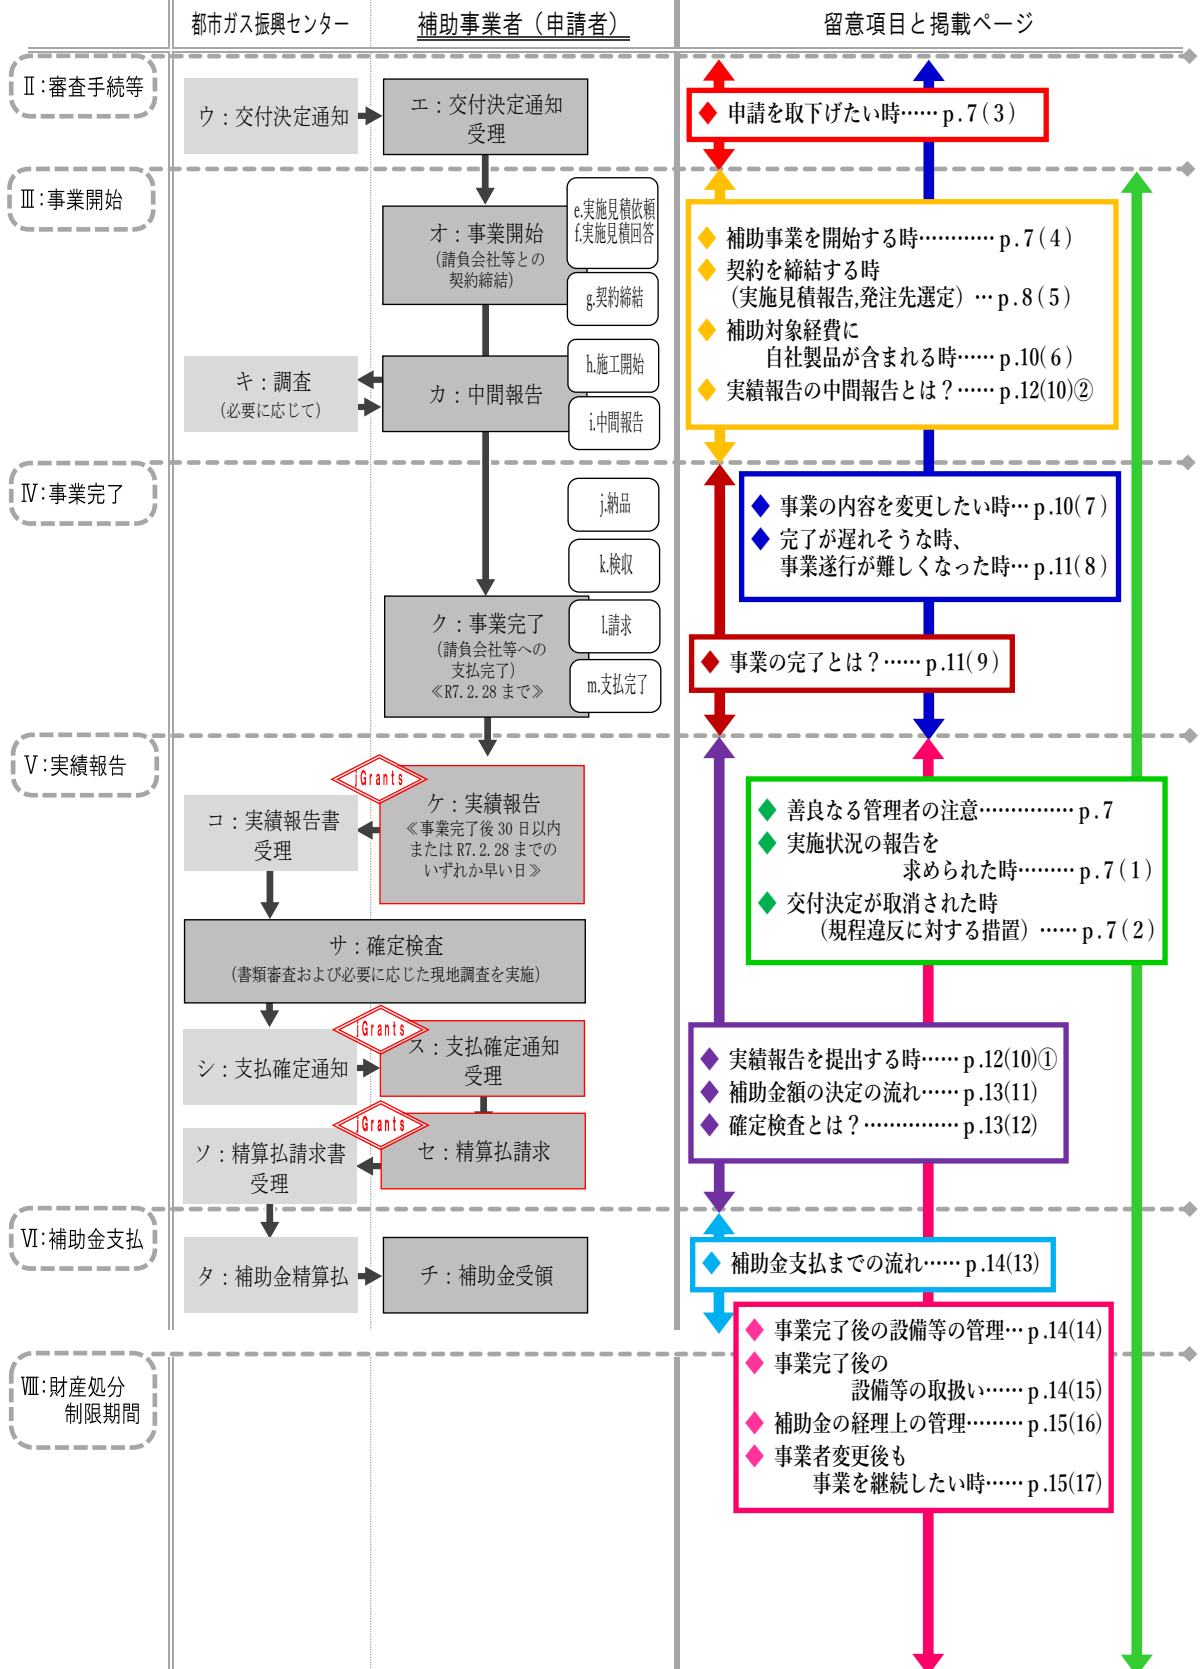 都市ガス振興センター
補助事業者（申請者）
留意項目と掲載ページ
Ⅱ：審査手続等
ウ：交付決定通知
エ：交付決定通知
受理
◆ 申請を取下げたい時…… p.7(3)
Ⅲ：事業開始
オ：事業開始
（請負会社等との
契約締結）
e.実施見積依頼
f.実施見積回答
g.契約締結
◆ 補助事業を開始する時………… p.7(4)
◆ 契約を締結する時
（実施見積報告,発注先選定）… p.8(5)
◆ 補助対象経費に
自社製品が含まれる時…… p.10(6)
◆ 実績報告の中間報告とは？…… p.12(10)②
キ：調査
（必要に応じて）
カ：中間報告
h.施工開始
i.中間報告
Ⅳ：事業完了
j.納品
k.検収
l.請求
m.支払完了
ク：事業完了
（請負会社等への
支払完了）
≪R7.2.28 まで≫
◆ 事業の内容を変更したい時… p.10(7)
◆ 完了が遅れそうな時、
事業遂行が難しくなった時… p.11(8)
◆ 事業の完了とは？…… p.11(9)
Ⅴ：実績報告
jGrants
ケ：実績報告
≪事業完了後 30 日以内
または R7.2.28 までの
いずれか早い日≫
コ：実績報告書
受理
◆ 善良なる管理者の注意…………… p.7
◆ 実施状況の報告を
求められた時……… p.7(1)
◆ 交付決定が取消された時
（規程違反に対する措置）…… p.7(2)
サ：確定検査
（書類審査および必要に応じた現地調査を実施）
jGrants
シ：支払確定通知
ス：支払確定通知
受理
◆ 実績報告を提出する時…… p.12(10)①
◆ 補助金額の決定の流れ…… p.13(11)
◆ 確定検査とは？…………… p.13(12)
jGrants
ソ：精算払請求書
受理
セ：精算払請求
Ⅵ：補助金支払
タ：補助金精算払
チ：補助金受領
◆ 補助金支払までの流れ…… p.14(13)
Ⅷ：財産処分
制限期間
◆ 事業完了後の設備等の管理… p.14(14)
◆ 事業完了後の
設備等の取扱い…… p.14(15)
◆ 補助金の経理上の管理……… p.15(16)
◆ 事業者変更後も
事業を継続したい時…… p.15(17)